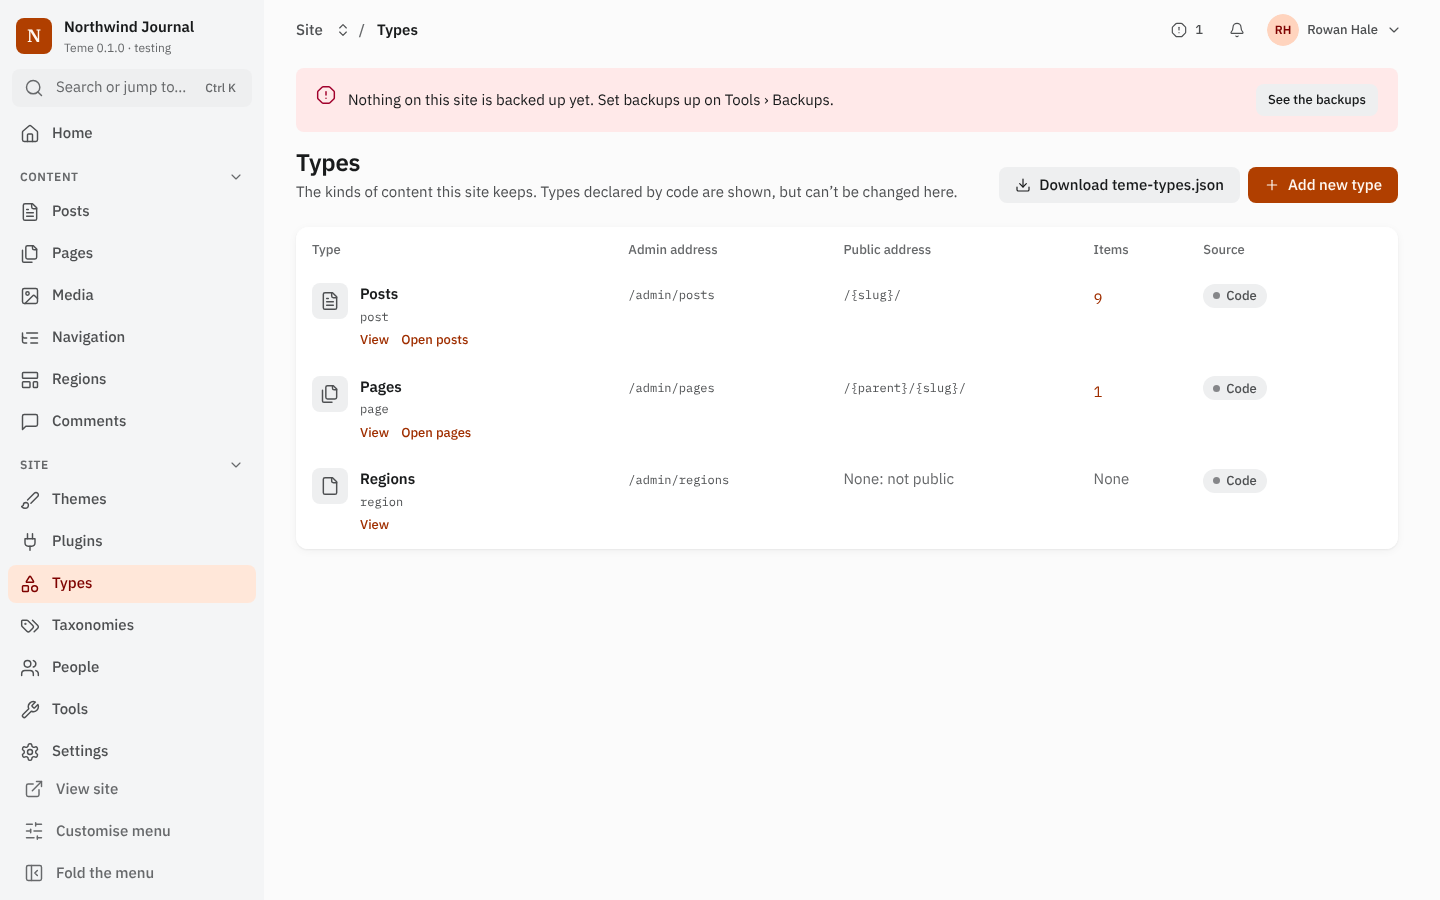 N
Northwind Journal
Teme 0.1.0 · testing
Search or jump to... Ctrl K
Home
CONTENT
Posts
Pages
Media
Navigation
Regions
Comments
SITE
Themes
Plugins
Types
Taxonomies
People
Tools
Settings
View site
Customise menu
Fold the menu
Site / Types
1
RH Rowan Hale
Nothing on this site is backed up yet. Set backups up on Tools › Backups.
See the backups
Types
The kinds of content this site keeps. Types declared by code are shown, but can’t be changed here.
Download teme-types.json
Add new type
Type Admin address Public address Items Source
Posts /admin/posts /{slug}/ 9 Code
post
View Open posts
Pages /admin/pages /{parent}/{slug}/ 1 Code
page
View Open pages
Regions /admin/regions None: not public None Code
region
View